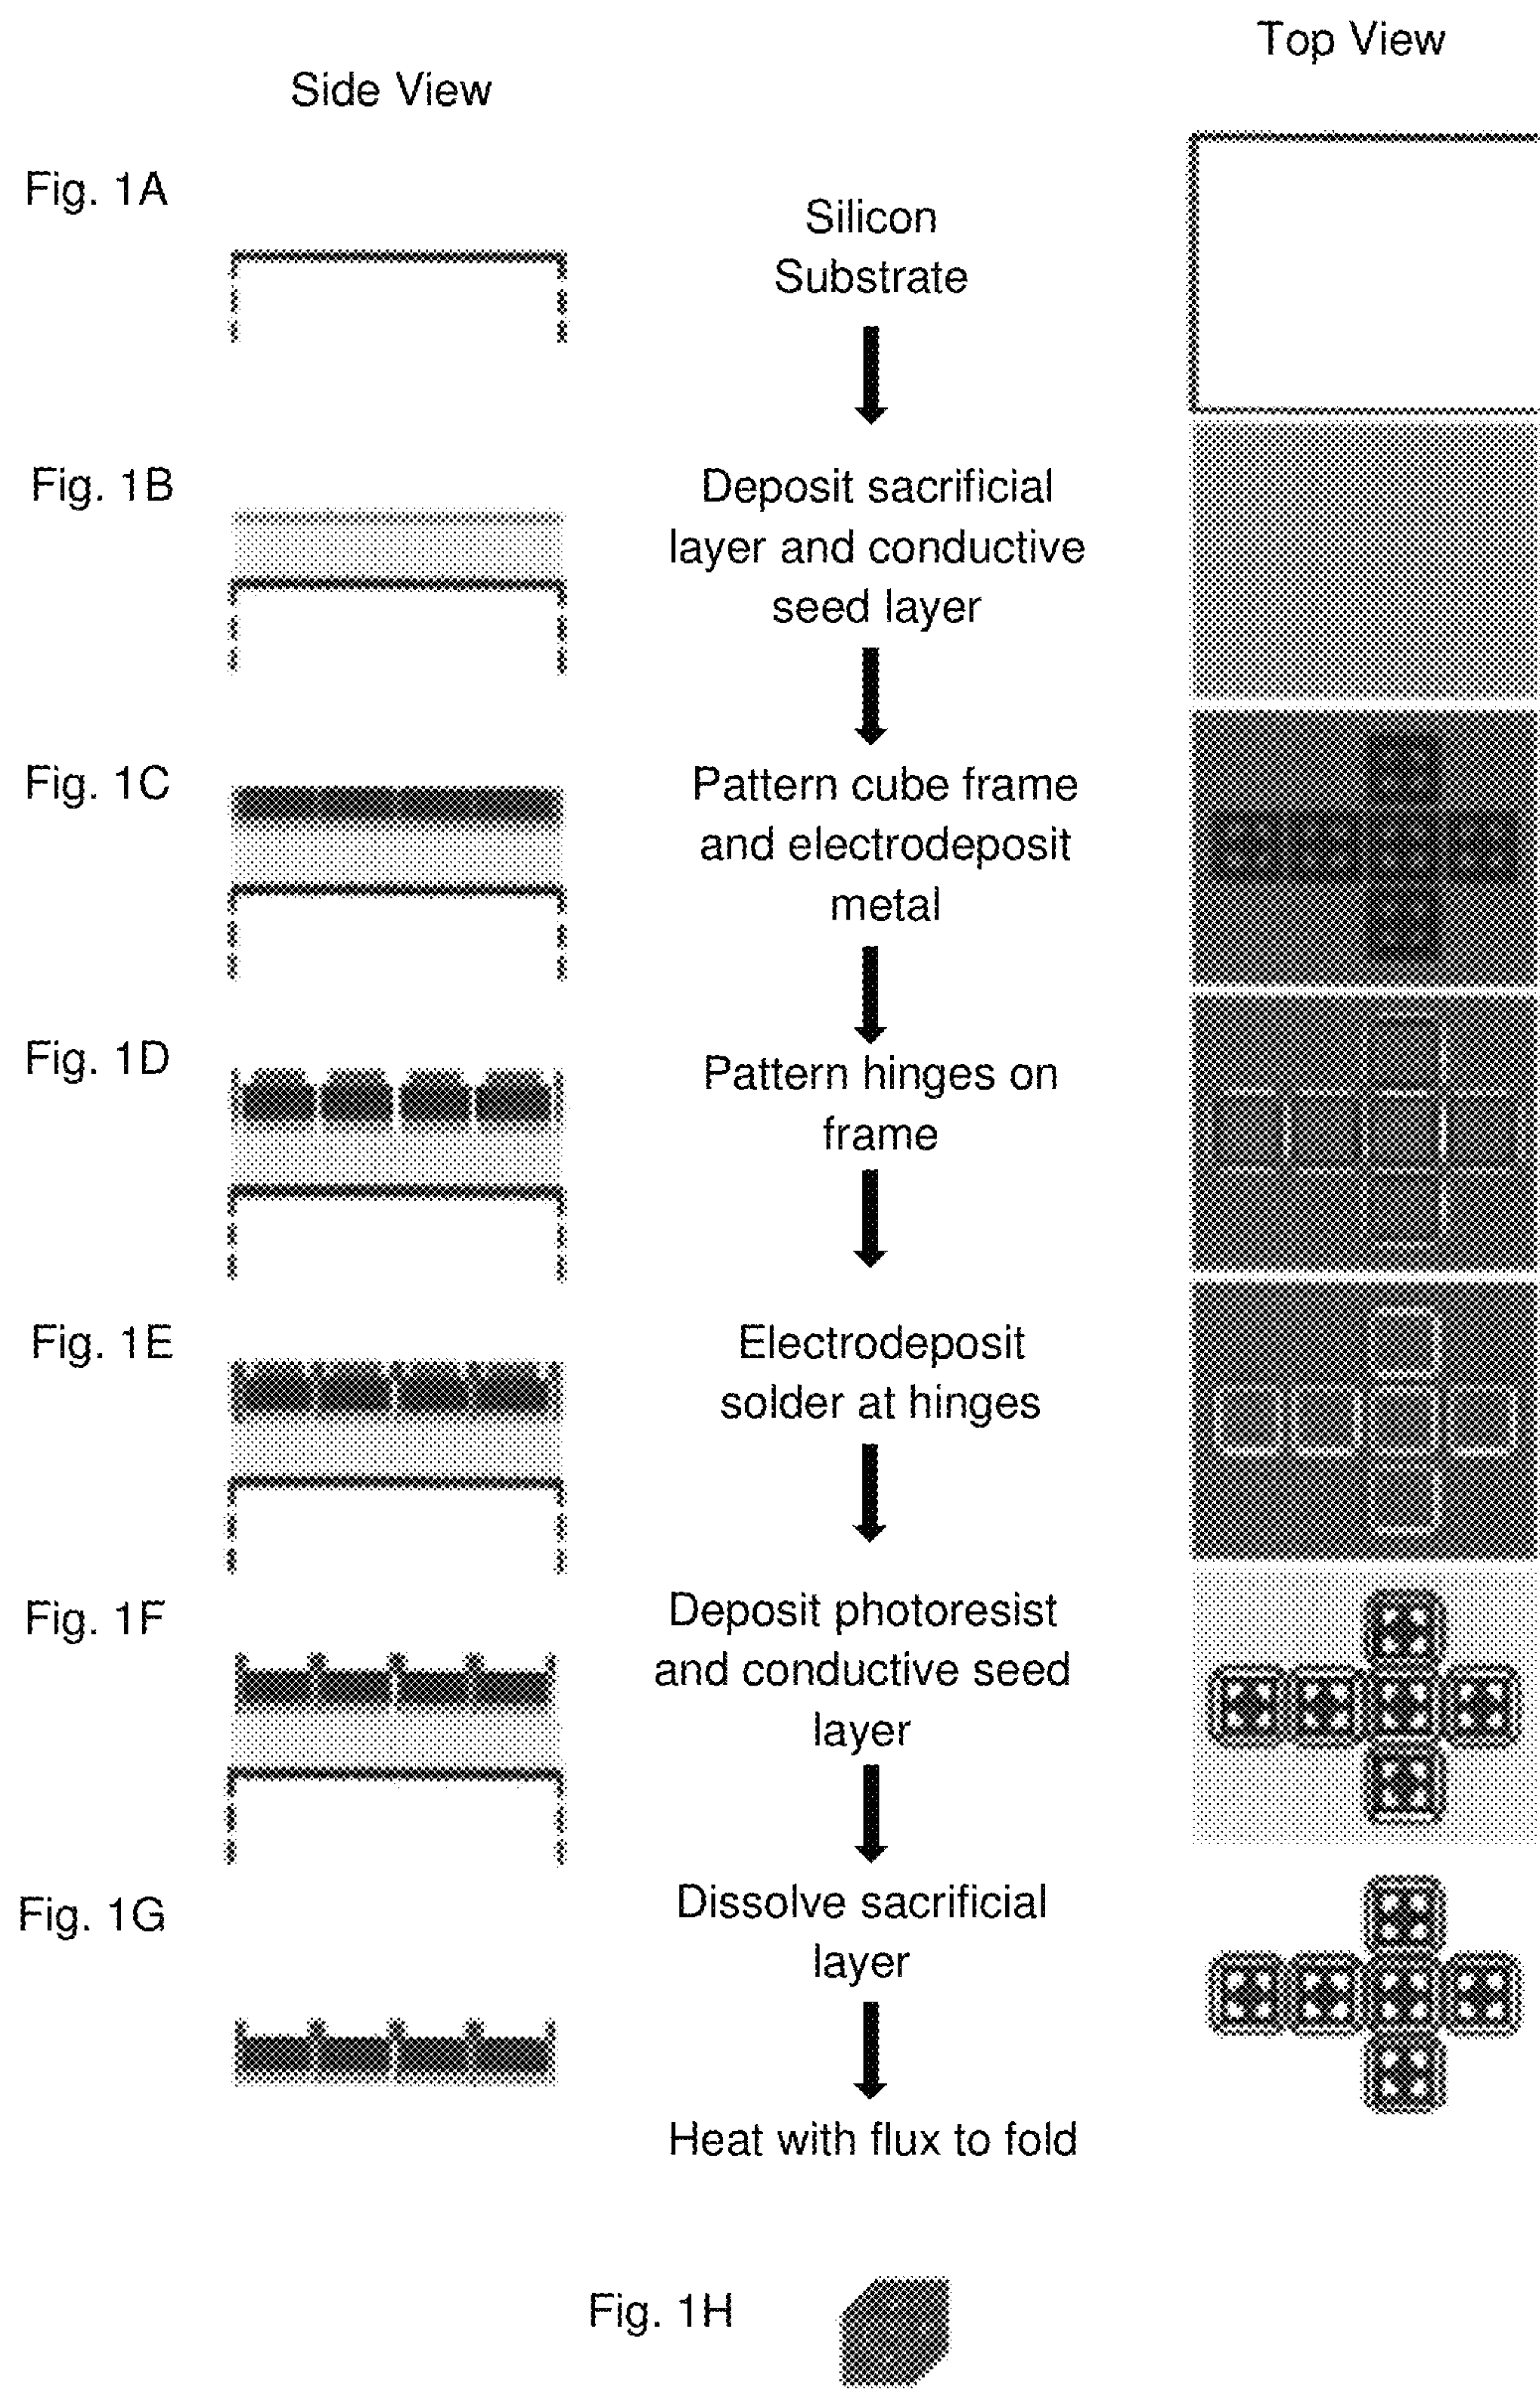 Top View
Side View
Fig. 1A
Silicon
Substrate
Fig. 1B
Deposit sacrificial
layer and conductive
seed layer
Fig. 1C
Pattern cube frame
and electrodeposit
metal
Fig. 1D
Pattern hinges on
frame
Fig. 1E
Electrodeposit
solder at hinges
Fig. 1F
Deposit photoresist
and conductive seed
layer
Fig. 1G
Dissolve sacrificial
layer
Heat with flux to fold
Fig. 1H